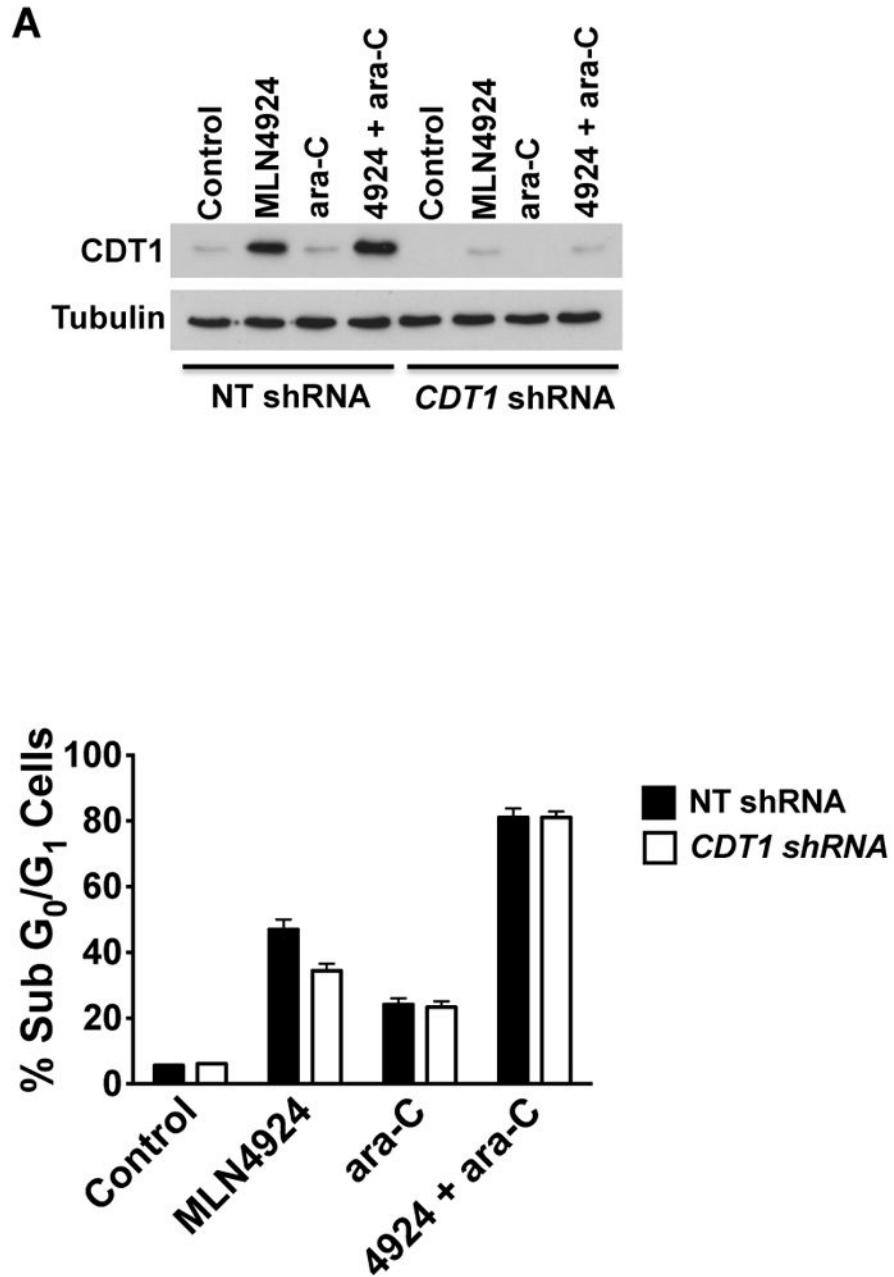 A
Control
MLN4924
ara-C
4924 + ara-C
Control
MLN4924
ara-C
4924 + ara-C
CDT1
Tubulin
NT shRNA
CDT1 shRNA
% Sub G₀/G₁ Cells
100
80
60
40
20
0
NT shRNA
CDT1 shRNA
Control
MLN4924
ara-C
4924 + ara-C